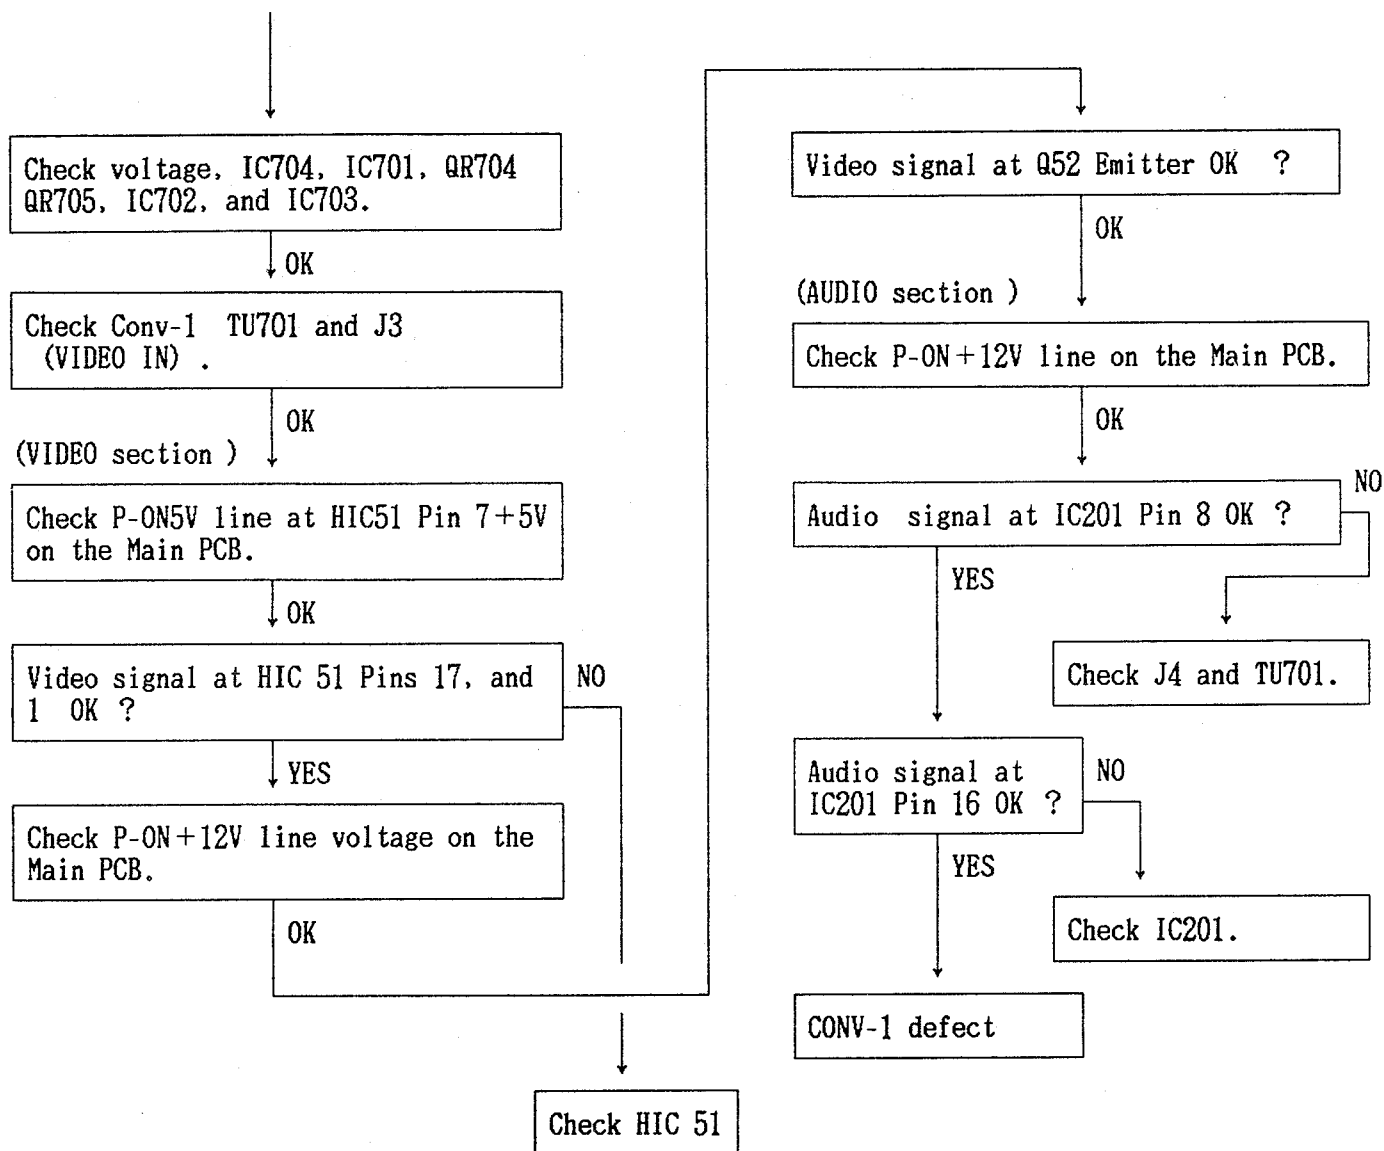 Check voltage, IC704, IC701, QR704
QR705, IC702, and IC703.
OK
Check Conv-1 TU701 and J3
(VIDEO IN) .
OK
(VIDEO section )
Check P-ON5V line at HIC51 Pin 7+5V
on the Main PCB.
OK
Video signal at HIC 51 Pins 17, and
1 OK ?
NO
YES
Check P-ON+12V line voltage on the
Main PCB.
OK
Check HIC 51
Video signal at Q52 Emitter OK ?
OK
(AUDIO section )
Check P-ON+12V line on the Main PCB.
OK
Audio signal at IC201 Pin 8 OK ?
NO
YES
Check J4 and TU701.
Audio signal at
IC201 Pin 16 OK ?
NO
YES
Check IC201.
CONV-1 defect